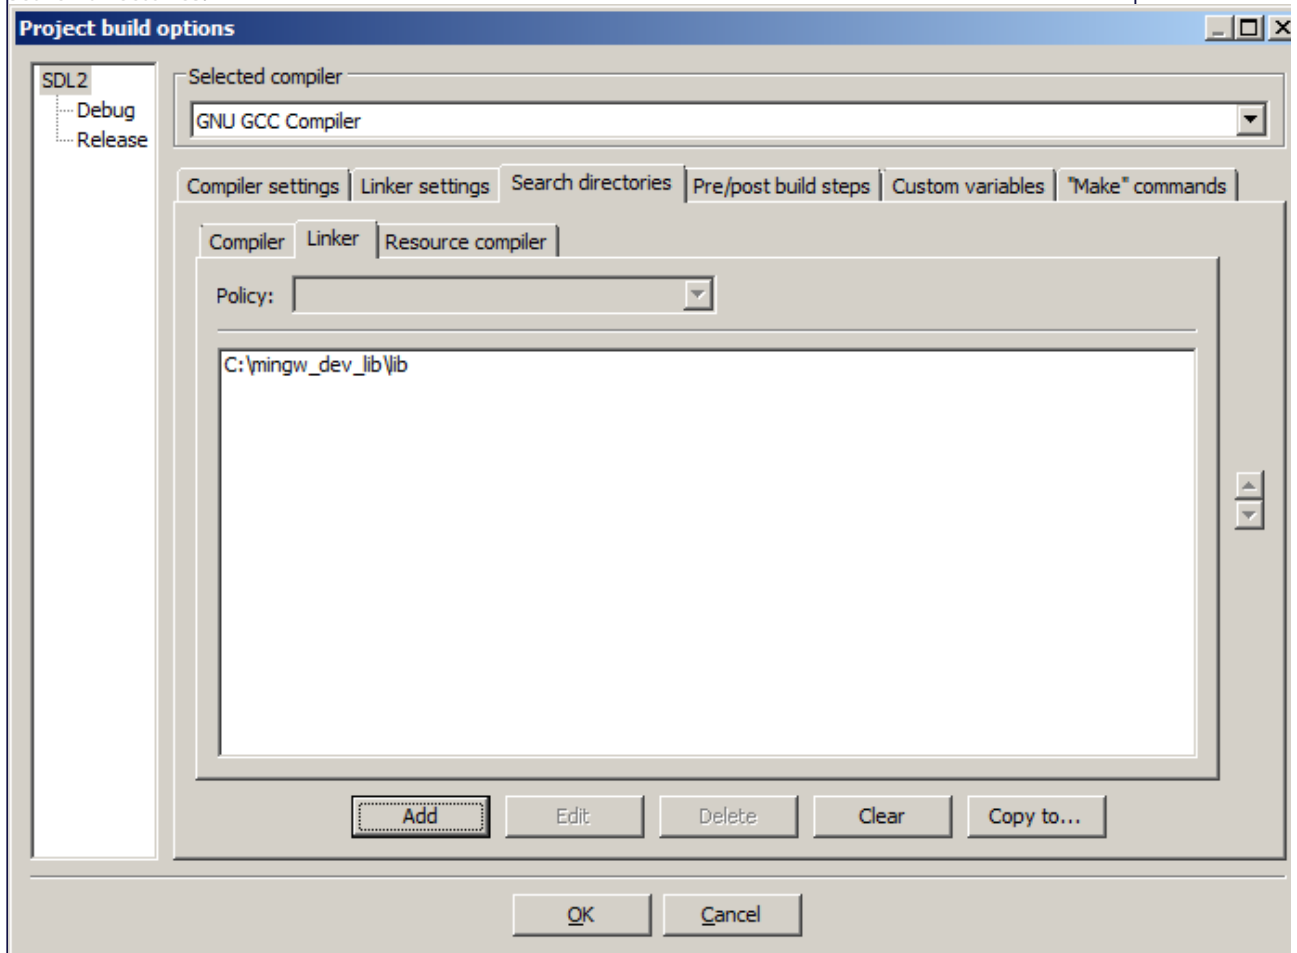 Project build options
SDL2
Debug
Release
Selected compiler
GNU GCC Compiler
Compiler settings
Linker settings
Search directories
Pre/post build steps
Custom variables
"Make" commands
Compiler
Linker
Resource compiler
Policy:
C:\mingw_dev_lib\lib
Add
Edit
Delete
Clear
Copy to...
OK
Cancel